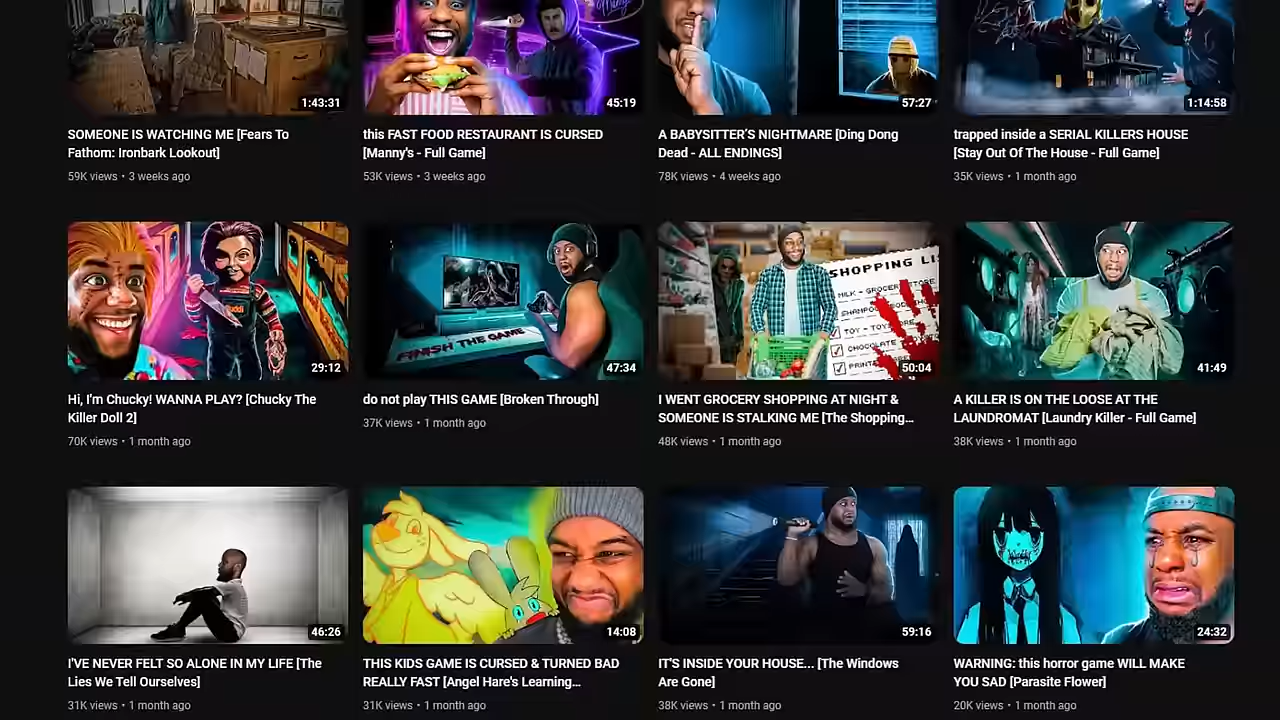 1:43:31
45:19
57:27
1:14:58
SOMEONE IS WATCHING ME [Fears To
Fathom: Ironbark Lookout]
59K views • 3 weeks ago
this FAST FOOD RESTAURANT IS CURSED
[Manny's - Full Game]
53K views • 3 weeks ago
A BABYSITTER'S NIGHTMARE [Ding Dong
Dead - ALL ENDINGS]
78K views • 4 weeks ago
trapped inside a SERIAL KILLERS HOUSE
[Stay Out Of The House - Full Game]
35K views • 1 month ago
29:12
FINISH THE GAME
47:34
SHOPPING LI
MILK - GROCER STORE
TOY - TOY
CHOCOLATE
50:04
41:49
Hi, I'm Chucky! WANNA PLAY? [Chucky The
Killer Doll 2]
70K views • 1 month ago
do not play THIS GAME [Broken Through]
37K views • 1 month ago
I WENT GROCERY SHOPPING AT NIGHT &
SOMEONE IS STALKING ME [The Shopping...
48K views • 1 month ago
A KILLER IS ON THE LOOSE AT THE
LAUNDROMAT [Laundry Killer - Full Game]
38K views • 1 month ago
46:26
14:08
59:16
24:32
I'VE NEVER FELT SO ALONE IN MY LIFE [The
Lies We Tell Ourselves]
31K views • 1 month ago
THIS KIDS GAME IS CURSED & TURNED BAD
REALLY FAST [Angel Hare's Learning...
31K views • 1 month ago
IT'S INSIDE YOUR HOUSE... [The Windows
Are Gone]
38K views • 1 month ago
WARNING: this horror game WILL MAKE
YOU SAD [Parasite Flower]
20K views • 1 month ago